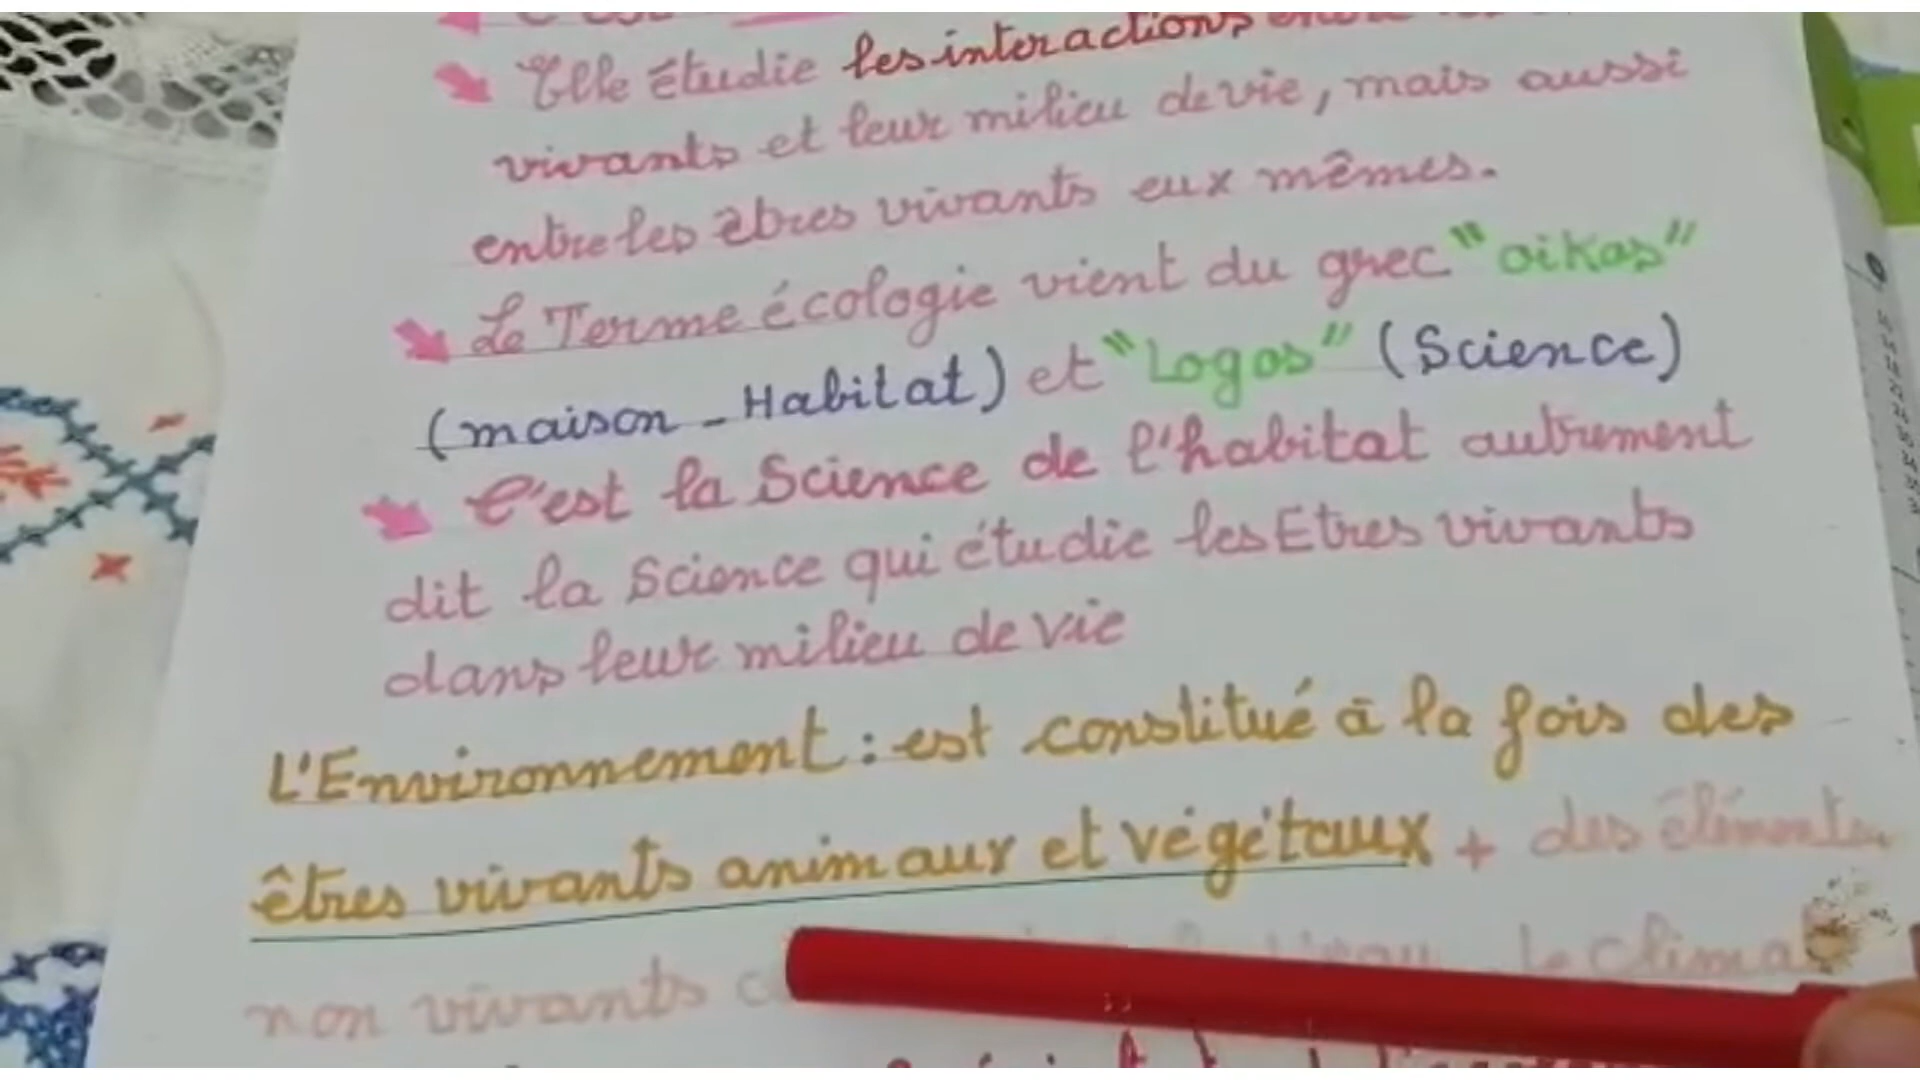 Elle étudie les interactions entre
vivants et leur milieu de vie, mais aussi
entre les êtres vivants eux mêmes.
Le Terme écologie vient du grec "oikos"
(maison - Habitat) et "Logos" (Science)
C'est la Science de l'habitat autrement
dit la Science qui étudie les Etres vivants
dans leur milieu de vie
L'Environnement : est constitué à la fois des
êtres vivants animaux et végétaux + des éléments
non vivants